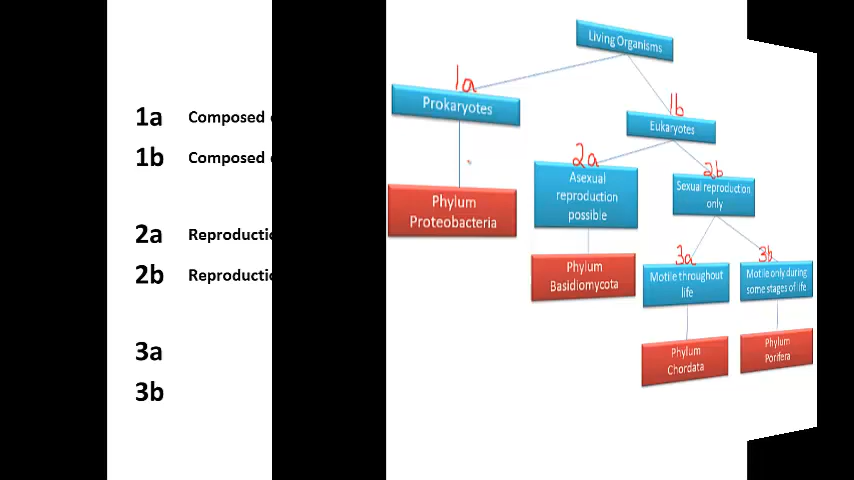 1a Composed
1b Composed
2a
2b
3a
3b
Living Organisms
1a
Prokaryotes
1b
Eukaryotes
2a
Asexual
reproduction
possible
2b
Sexual reproduction
only
Phylum
Proteobacteria
Phylum
Basidiomycota
3a
Motile throughout
life
3b
Motile only during
some stages of life
Phylum
Chordata
Phylum
Porifera